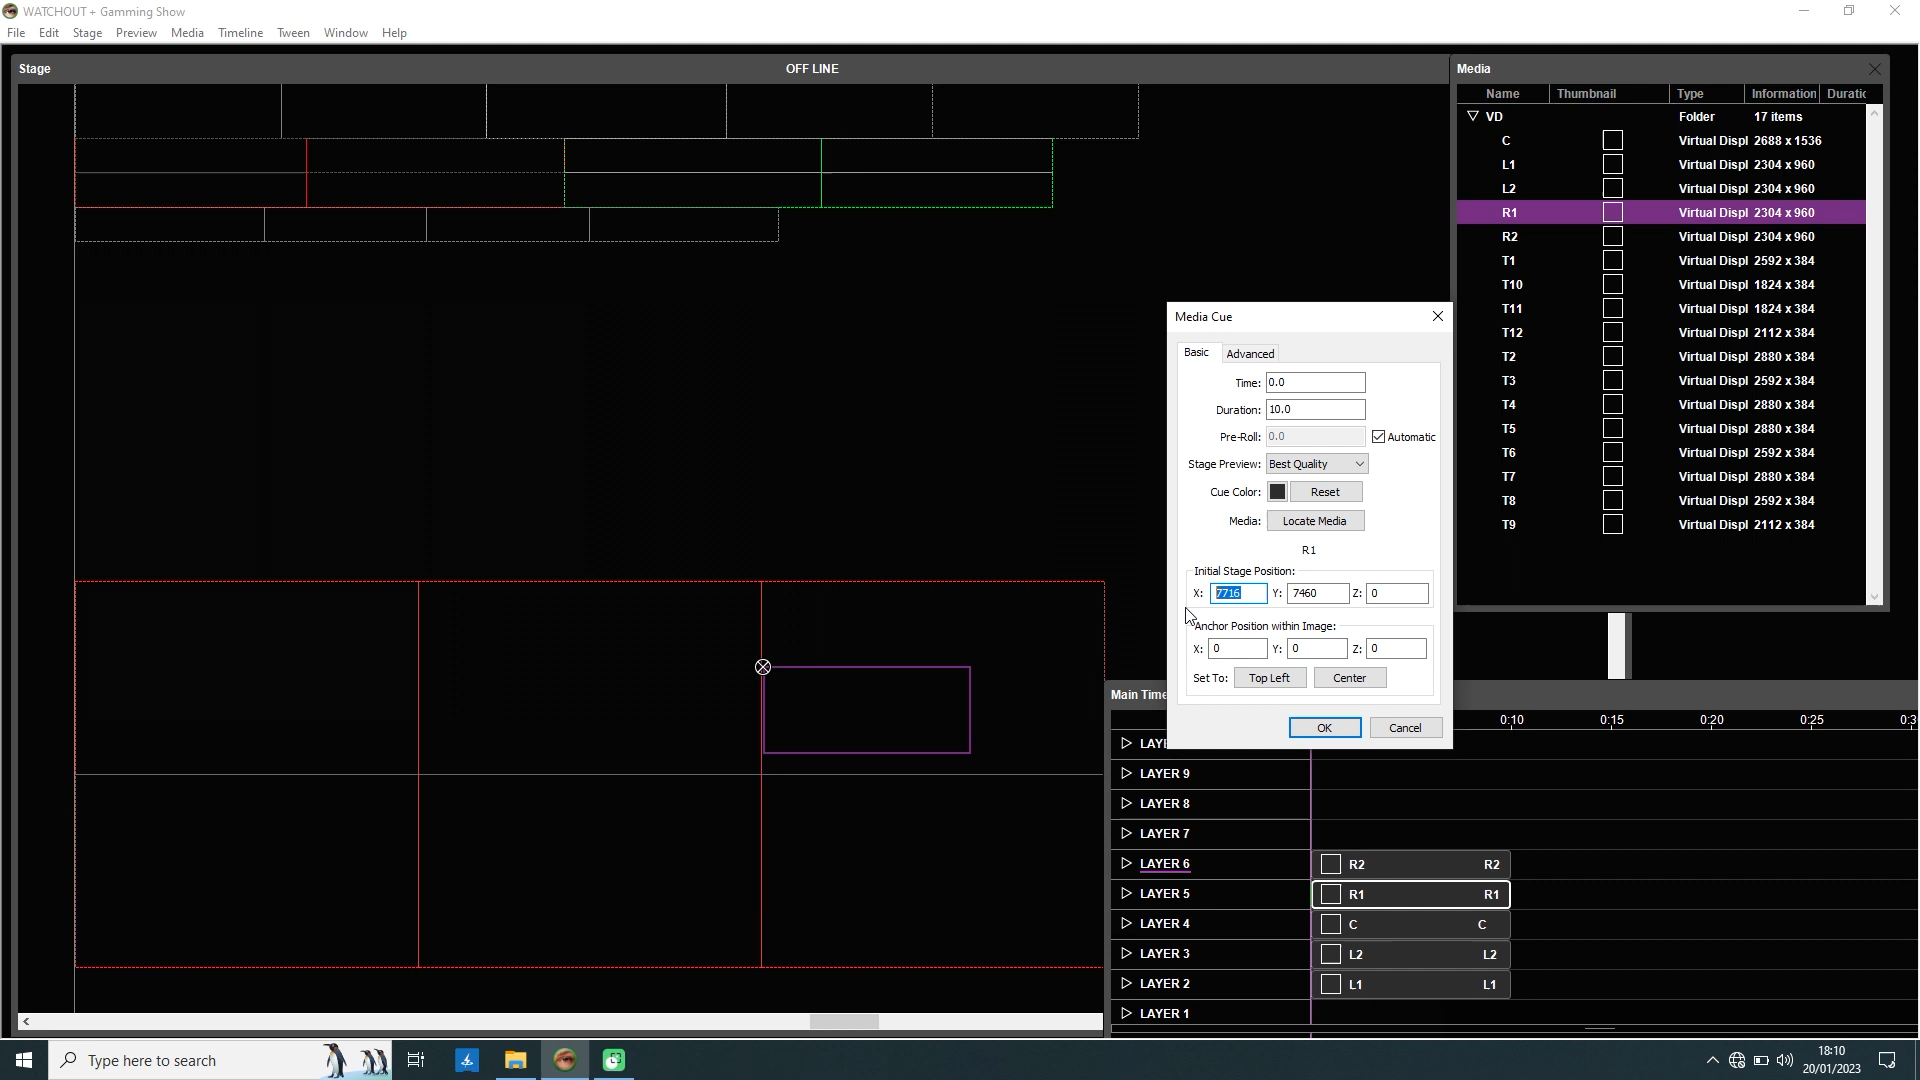 WATCHOUT + Gamming Show
File Edit Stage Preview Media Timeline Tween Window Help
Stage OFF LINE
Media
Name Thumbnail Type Information
VD Folder 17 items
C Virtual Displ 2688 x 1536
L1 Virtual Displ 2304 x 960
L2 Virtual Displ 2304 x 960
R1 Virtual Displ 2304 x 960
R2 Virtual Displ 2304 x 960
T1 Virtual Displ 2592 x 384
T10 Virtual Displ 1824 x 384
T11 Virtual Displ 1824 x 384
T12 Virtual Displ 2112 x 384
T2 Virtual Displ 2880 x 384
T3 Virtual Displ 2592 x 384
T4 Virtual Displ 2880 x 384
T5 Virtual Displ 2880 x 384
T6 Virtual Displ 2592 x 384
T7 Virtual Displ 2880 x 384
T8 Virtual Displ 2592 x 384
T9 Virtual Displ 2112 x 384
Media Cue
Basic Advanced
Time: 0.0
Duration: 10.0
Pre-Roll: 0.0 Automatic
Stage Preview: Best Quality
Cue Color: Reset
Media: Locate Media
R1
Initial Stage Position:
X: 7716 Y: 7460 Z: 0
Anchor Position within Image:
X: 0 Y: 0 Z: 0
Set To: Top Left Center
OK Cancel
Main Time
0:10 0:15 0:20 0:25 0:3
LAYE
LAYER 9
LAYER 8
LAYER 7
LAYER 6 R2 R2
LAYER 5 R1 R1
LAYER 4 C C
LAYER 3 L2 L2
LAYER 2 L1 L1
LAYER 1
Type here to search
18:10
20/01/2023